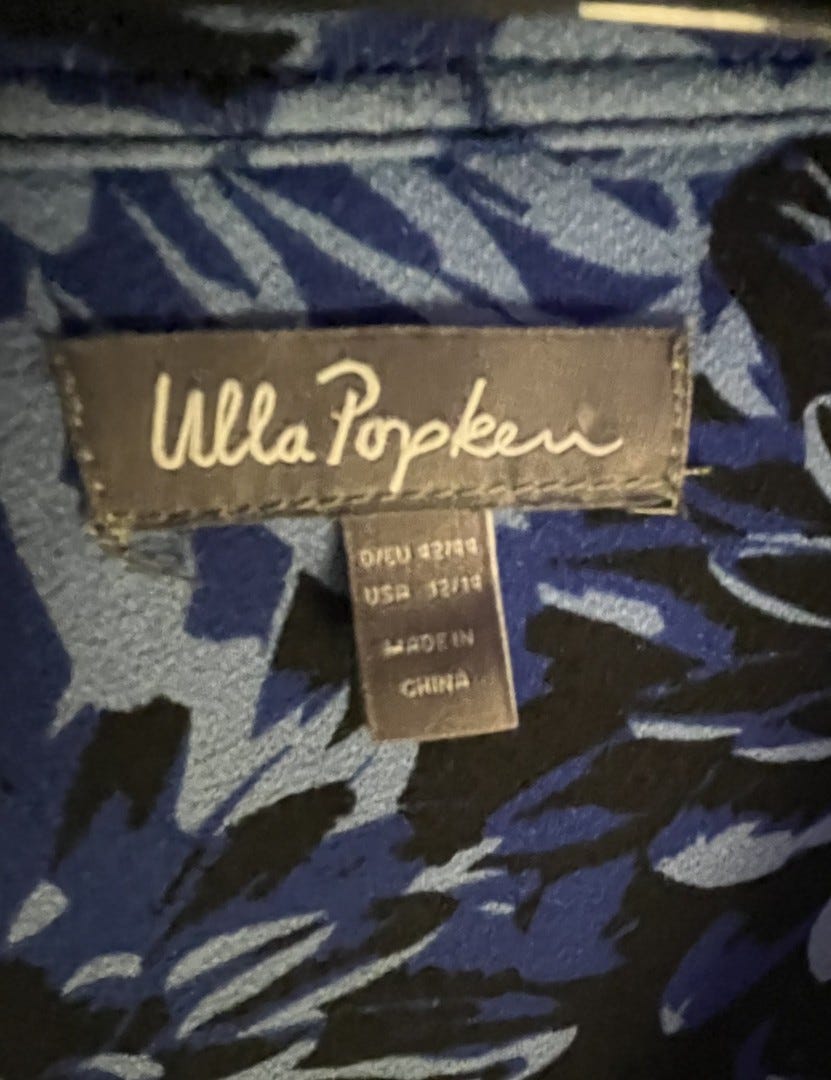 Ulla Popken
D/EU 42/44
USA 12/14
MADE IN
CHINA